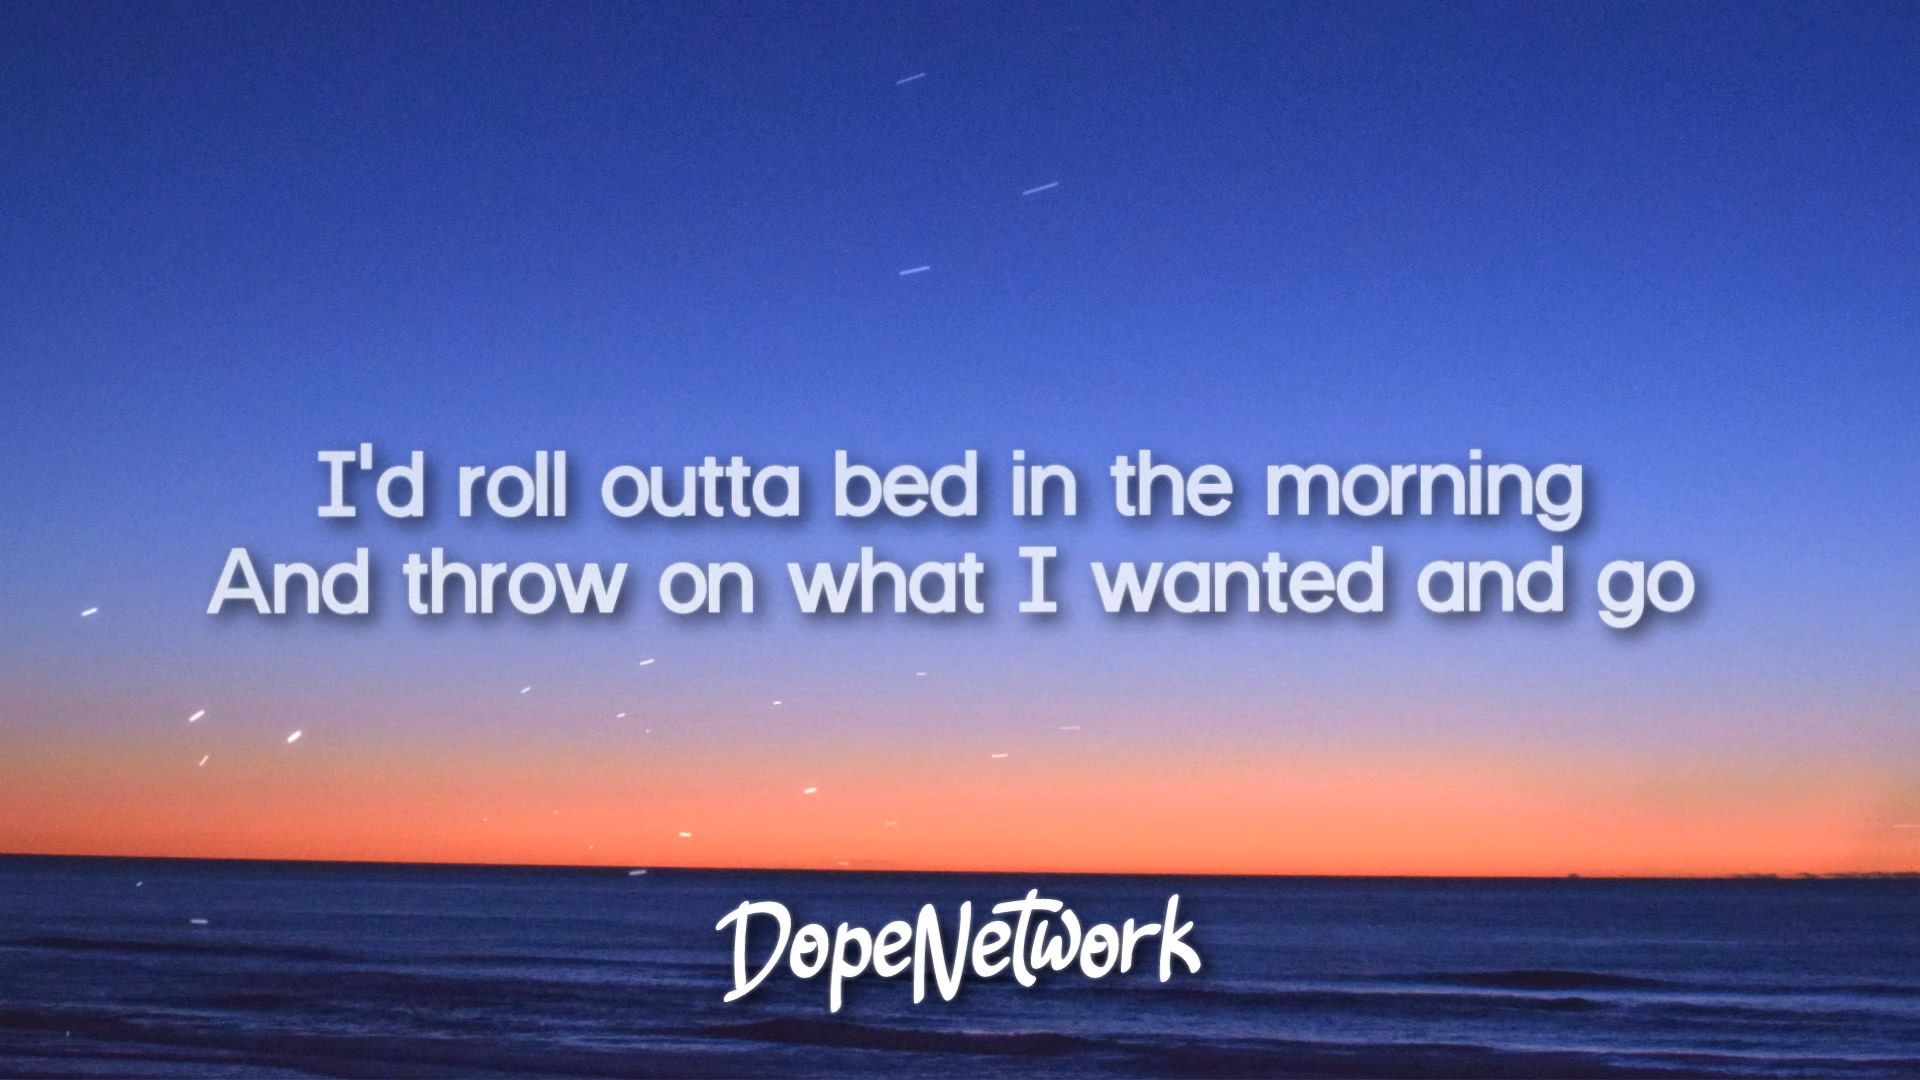 I'd roll outta bed in the morning
And throw on what I wanted and go
DopeNetwork